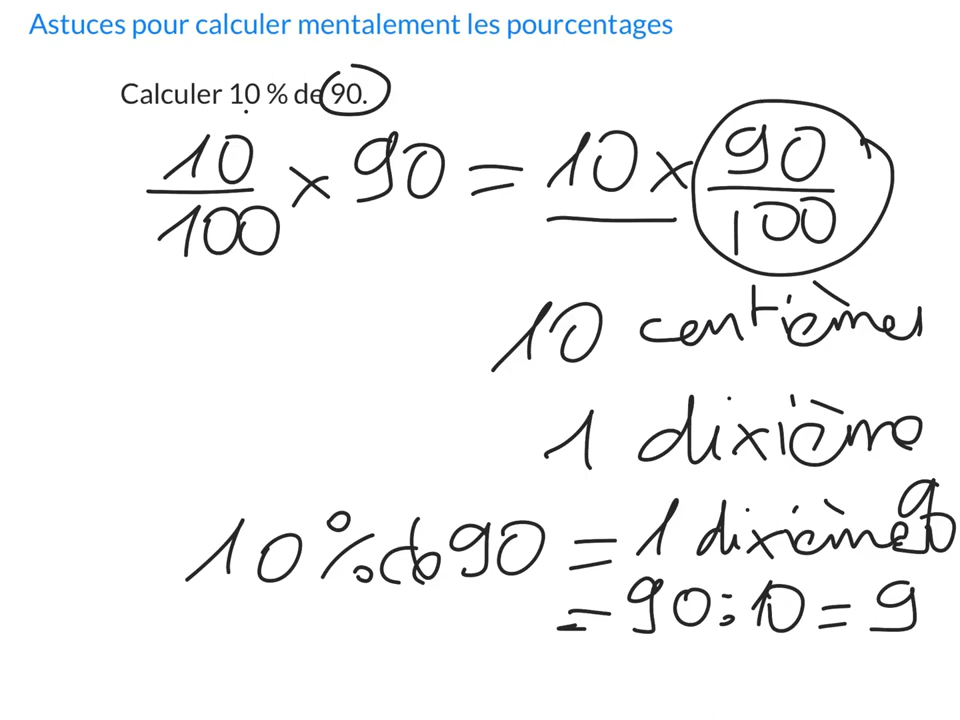 Astuces pour calculer mentalement les pourcentages
Calculer 10 % de 90.
10/100 × 90 = 10 × 90/100
10 centièmes
1 dixième
10% de 90 = 1 dixième 90
= 90 : 10 = 9